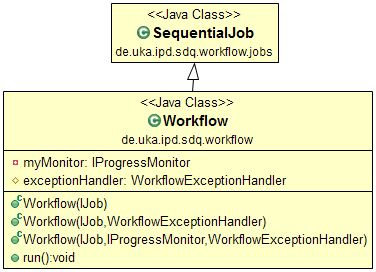 <<Java Class>>
SequentialJob
de.uka.ipd.sdq.workflow.jobs
<<Java Class>>
Workflow
de.uka.ipd.sdq.workflow
myMonitor: IProgressMonitor
exceptionHandler: WorkflowExceptionHandler
Workflow(IJob)
Workflow(IJob,WorkflowExceptionHandler)
Workflow(IJob,IProgressMonitor,WorkflowExceptionHandler)
run():void